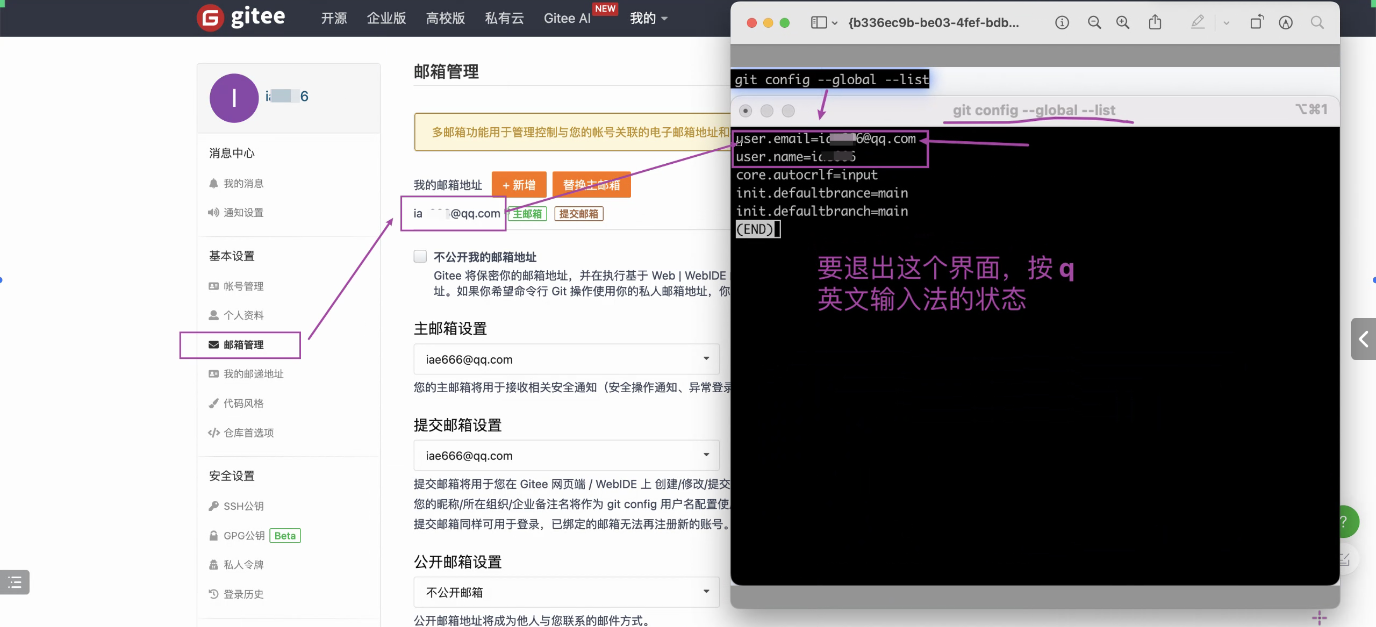 gitee 开源 企业版 高校版 私有云 Gitee AI NEW 我的
I
6
消息中心
我的消息
通知设置
基本设置
帐号管理
个人资料
邮箱管理
我的邮递地址
代码风格
仓库首选项
安全设置
SSH公钥
GPG公钥 Beta
私人令牌
登录历史
邮箱管理
多邮箱功能用于管理控制与您的帐号关联的电子邮箱地址和
我的邮箱地址 + 新增 替换主邮箱
@qq.com 主邮箱 提交邮箱
不公开我的邮箱地址
Gitee 将保密你的邮箱地址，并在执行基于 Web | WebIDE
址。如果你希望命令行 Git 操作使用你的私人邮箱地址，你
主邮箱设置
iae666@qq.com
您的主邮箱将用于接收相关安全通知（安全操作通知、异常登录
提交邮箱设置
iae666@qq.com
提交邮箱将用于您在 Gitee 网页端 / WebIDE 上 创建/修改/提交
您的昵称/所在组织/企业备注名将作为 git config 用户名配置使
提交邮箱同样可用于登录，已绑定的邮箱无法再注册新的账号。
公开邮箱设置
不公开邮箱
公开邮箱地址将成为他人与您联系的邮件方式。
{b336ec9b-be03-4fef-bdb...
git config --global --list
git config --global --list ⌥⌘1
user.email=
6@qq.com
user.name=
core.autocrlf=input
init.defaultbrance=main
init.defaultbranch=main
(END)
要退出这个界面，按 q
英文输入法的状态
?